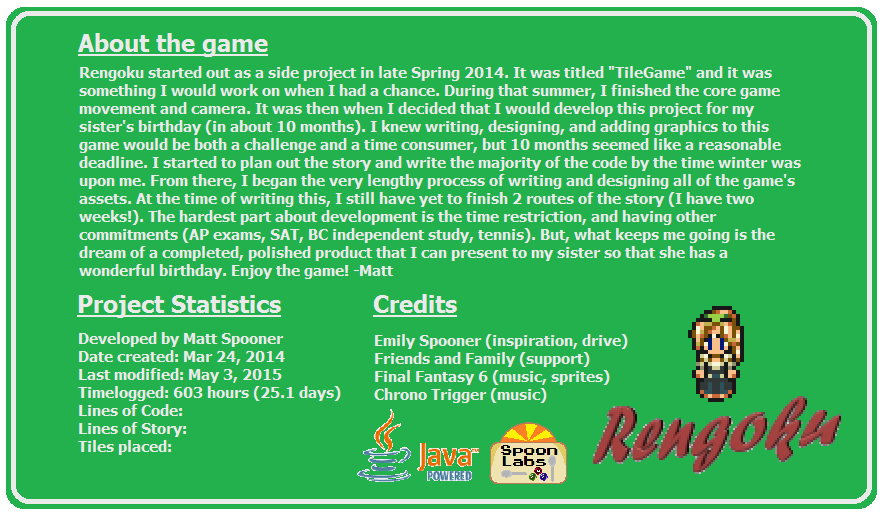 About the game
Rengoku started out as a side project in late Spring 2014. It was titled "TileGame" and it was
something I would work on when I had a chance. During that summer, I finished the core game
movement and camera. It was then when I decided that I would develop this project for my
sister's birthday (in about 10 months). I knew writing, designing, and adding graphics to this
game would be both a challenge and a time consumer, but 10 months seemed like a reasonable
deadline. I started to plan out the story and write the majority of the code by the time winter was
upon me. From there, I began the very lengthy process of writing and designing all of the game's
assets. At the time of writing this, I still have yet to finish 2 routes of the story (I have two
weeks!). The hardest part about development is the time restriction, and having other
commitments (AP exams, SAT, BC independent study, tennis). But, what keeps me going is the
dream of a completed, polished product that I can present to my sister so that she has a
wonderful birthday. Enjoy the game! -Matt
Project Statistics
Developed by Matt Spooner
Date created: Mar 24, 2014
Last modified: May 3, 2015
Timelogged: 603 hours (25.1 days)
Lines of Code:
Lines of Story:
Tiles placed:
Credits
Emily Spooner (inspiration, drive)
Friends and Family (support)
Final Fantasy 6 (music, sprites)
Chrono Trigger (music)
Java™
POWERED
Spoon
Labs
Rengoku